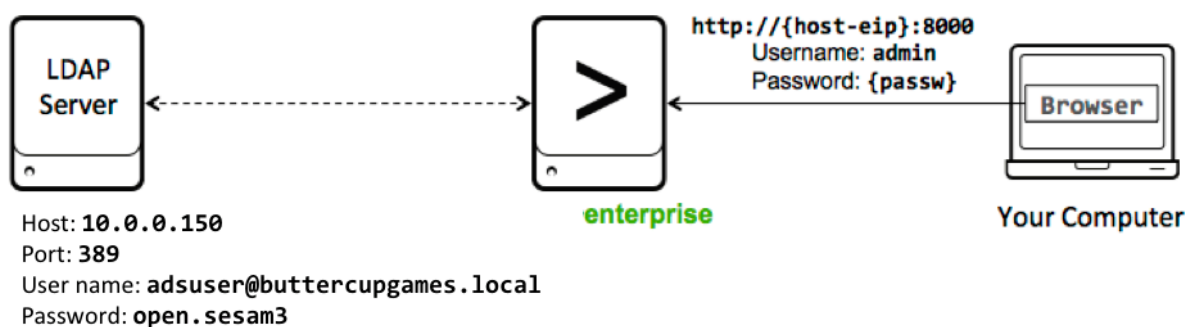 LDAP
Server
>
http://{host-eip}:8000
Username: admin
Password: {passw}
Browser
enterprise
Your Computer
Host: 10.0.0.150
Port: 389
User name: adsuser@buttercupgames.local
Password: open.sesam3